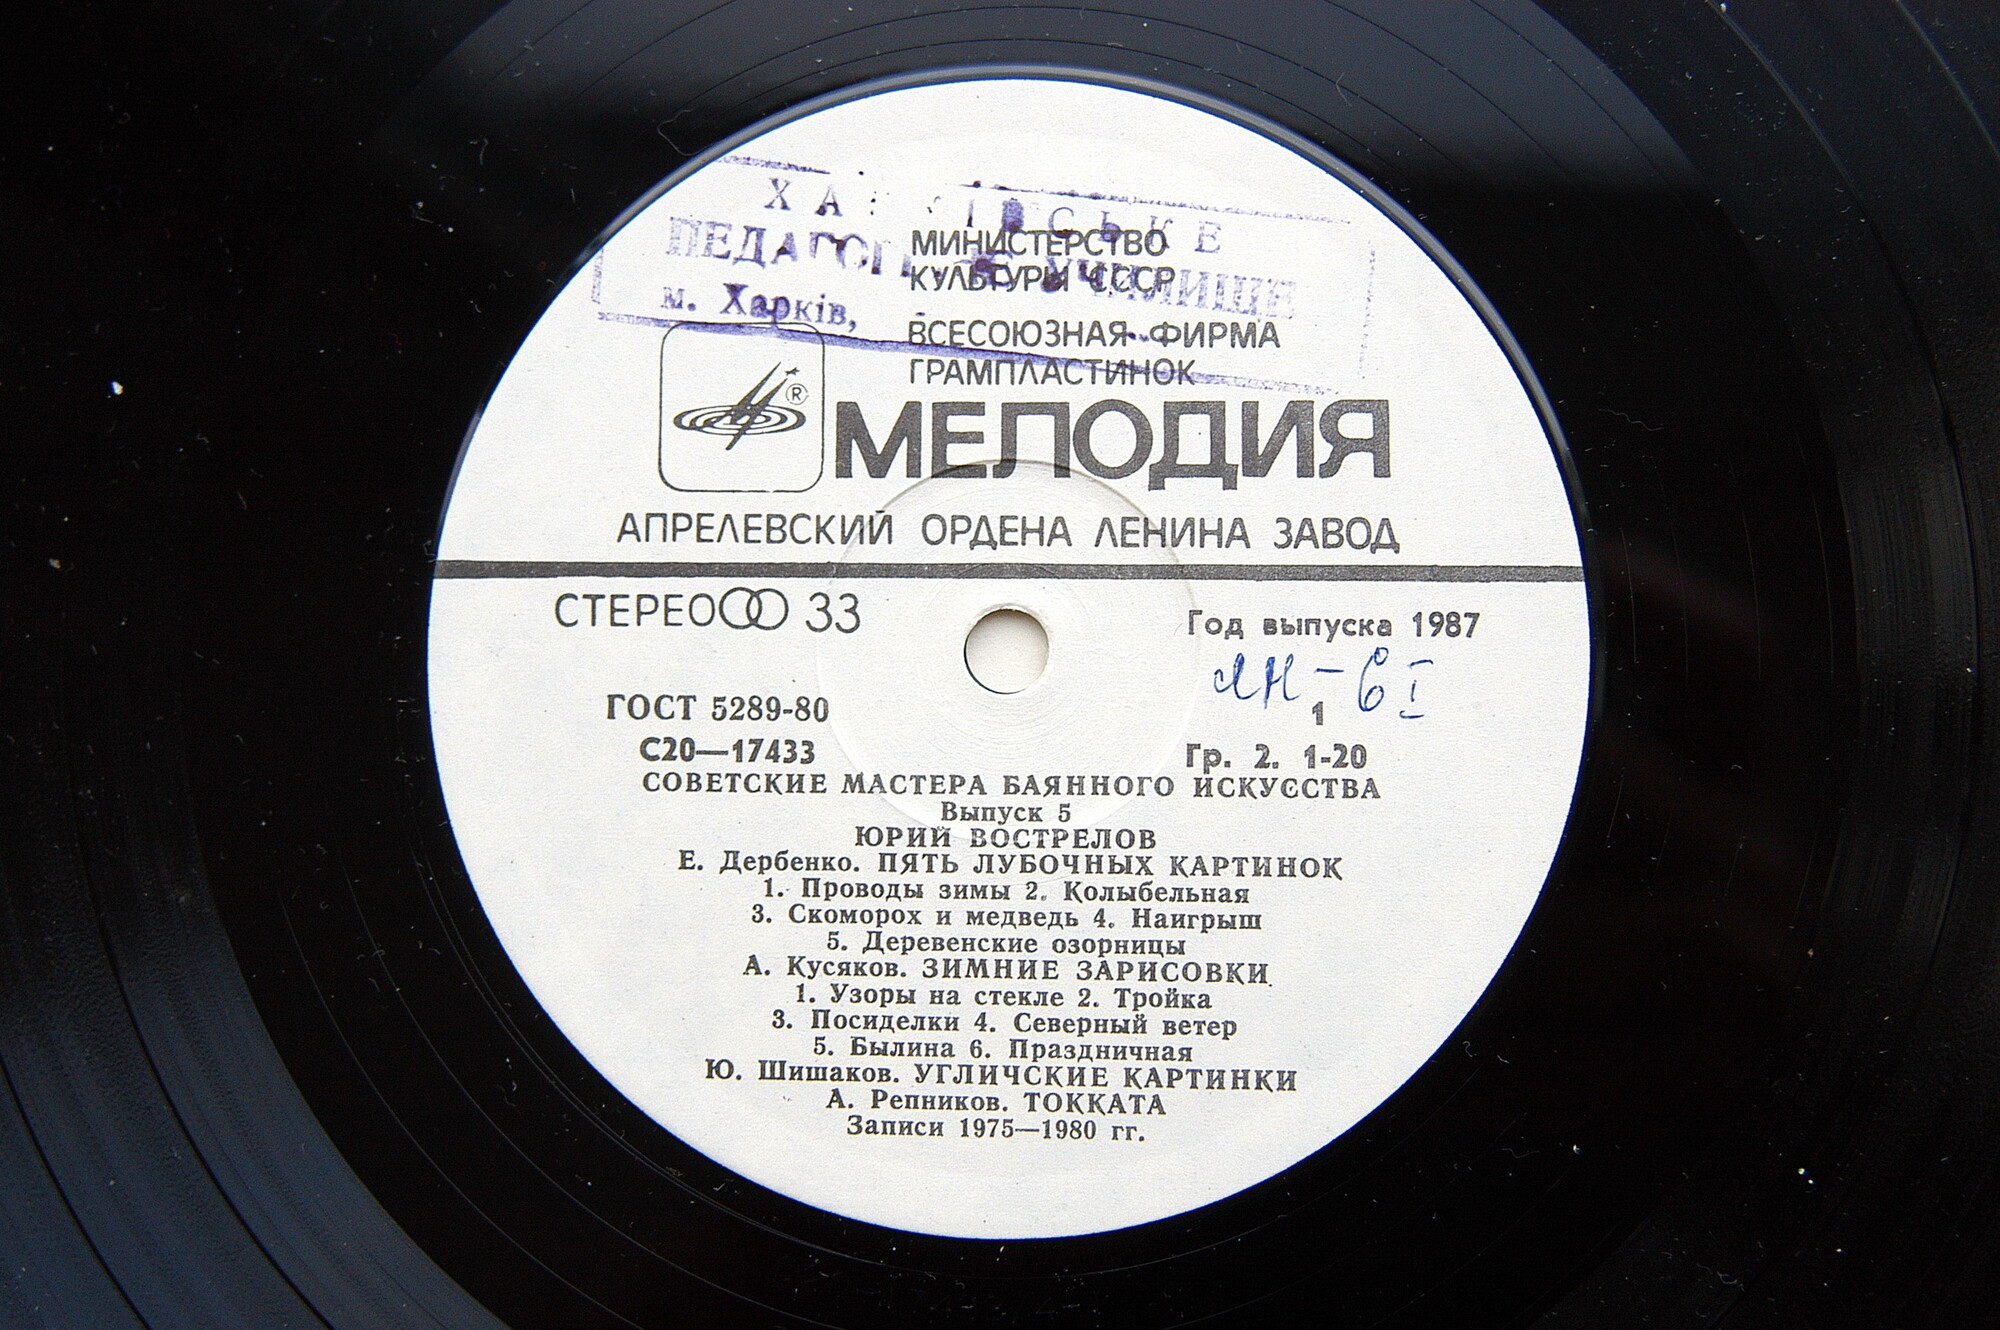 ПЕДАГОГ УЧИЛИЩЕ
м. Харків,
МИНИСТЕРСТВО
КУЛЬТУРЫ СССР
ВСЕСОЮЗНАЯ ФИРМА
ГРАМПЛАСТИНОК
®
МЕЛОДИЯ
АПРЕЛЕВСКИЙ ОРДЕНА ЛЕНИНА ЗАВОД
СТЕРЕО 33
Год выпуска 1987
ГОСТ 5289-80
1
С20—17433
Гр. 2. 1-20
СОВЕТСКИЕ МАСТЕРА БАЯННОГО ИСКУССТВА
Выпуск 5
ЮРИЙ ВОСТРЕЛОВ
Е. Дербенко. ПЯТЬ ЛУБОЧНЫХ КАРТИНОК
1. Проводы зимы 2. Колыбельная
3. Скоморох и медведь 4. Наигрыш
5. Деревенские озорницы
А. Кусяков. ЗИМНИЕ ЗАРИСОВКИ.
1. Узоры на стекле 2. Тройка
3. Посиделки 4. Северный ветер
5. Былина 6. Праздничная
Ю. Шишаков. УГЛИЧСКИЕ КАРТИНКИ
А. Репников. ТОККАТА
Записи 1975—1980 гг.